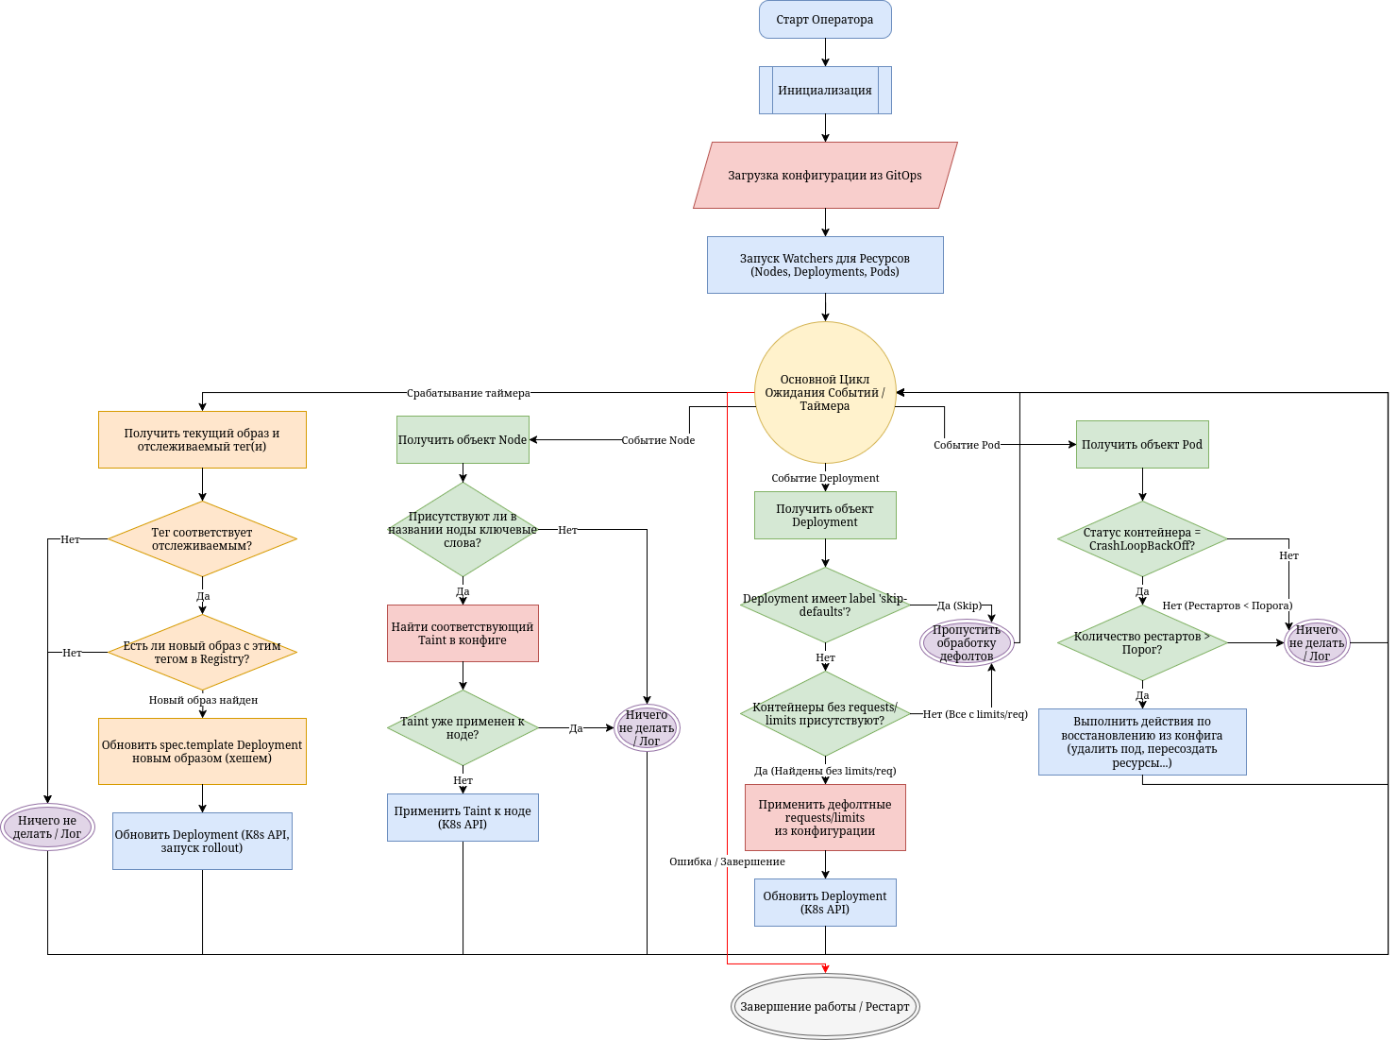 Старт Оператора
Инициализация
Загрузка конфигурации из GitOps
Запуск Watchers для Ресурсов
(Nodes, Deployments, Pods)
Основной Цикл
Ожидания Событий /
Таймера
Срабатывание таймера
Событие Node
Событие Deployment
Событие Pod
Получить текущий образ и
отслеживаемый тег(и)
Тег соответствует
отслеживаемым?
Нет
Да
Есть ли новый образ с этим
тегом в Registry?
Нет
Новый образ найден
Обновить spec.template Deployment
новым образом (хешем)
Обновить Deployment (K8s API,
запуск rollout)
Ничего не
делать / Лог
Получить объект Node
Присутствуют ли в
названии ноды ключевые
слова?
Нет
Да
Найти соответствующий
Taint в конфиге
Taint уже применен к
ноде?
Да
Нет
Ничего
не делать
/ Лог
Применить Taint к ноде
(K8s API)
Получить объект
Deployment
Deployment имеет label 'skip-
defaults'?
Да (Skip)
Нет
Пропустить
обработку
дефолтов
Контейнеры без requests/
limits присутствуют?
Нет (Все с limits/req)
Да (Найдены без limits/req)
Применить дефолтные
requests/limits
из конфигурации
Обновить Deployment
(K8s API)
Получить объект Pod
Статус контейнера =
CrashLoopBackOff?
Нет
Да
Нет (Рестартов < Порога)
Количество рестартов >
Порог?
Ничего
не делать
/ Лог
Да
Выполнить действия по
восстановлению из конфига
(удалить под, пересоздать
ресурсы...)
Ошибка / Завершение
Завершение работы / Рестарт